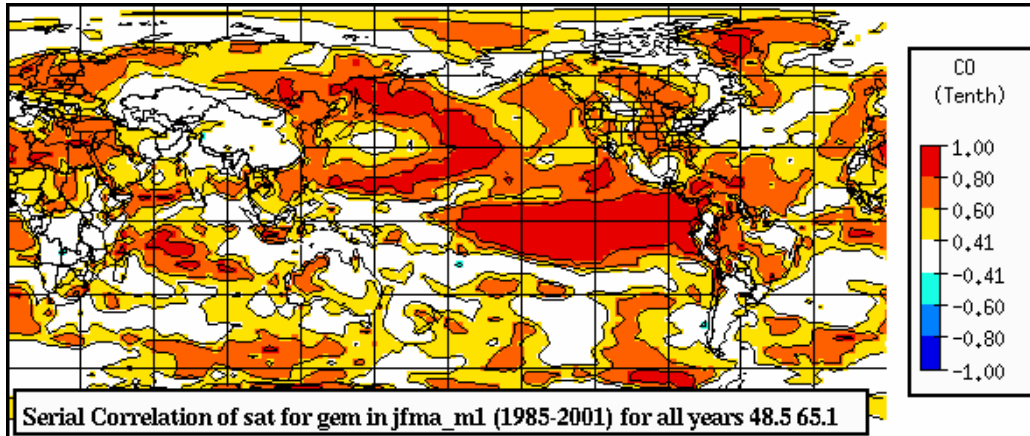 CO
(Tenth)
1.00
0.80
0.60
0.41
-0.41
-0.60
-0.80
-1.00
Serial Correlation of sat for gem in jfma_m1 (1985-2001) for all years 48.5 65.1